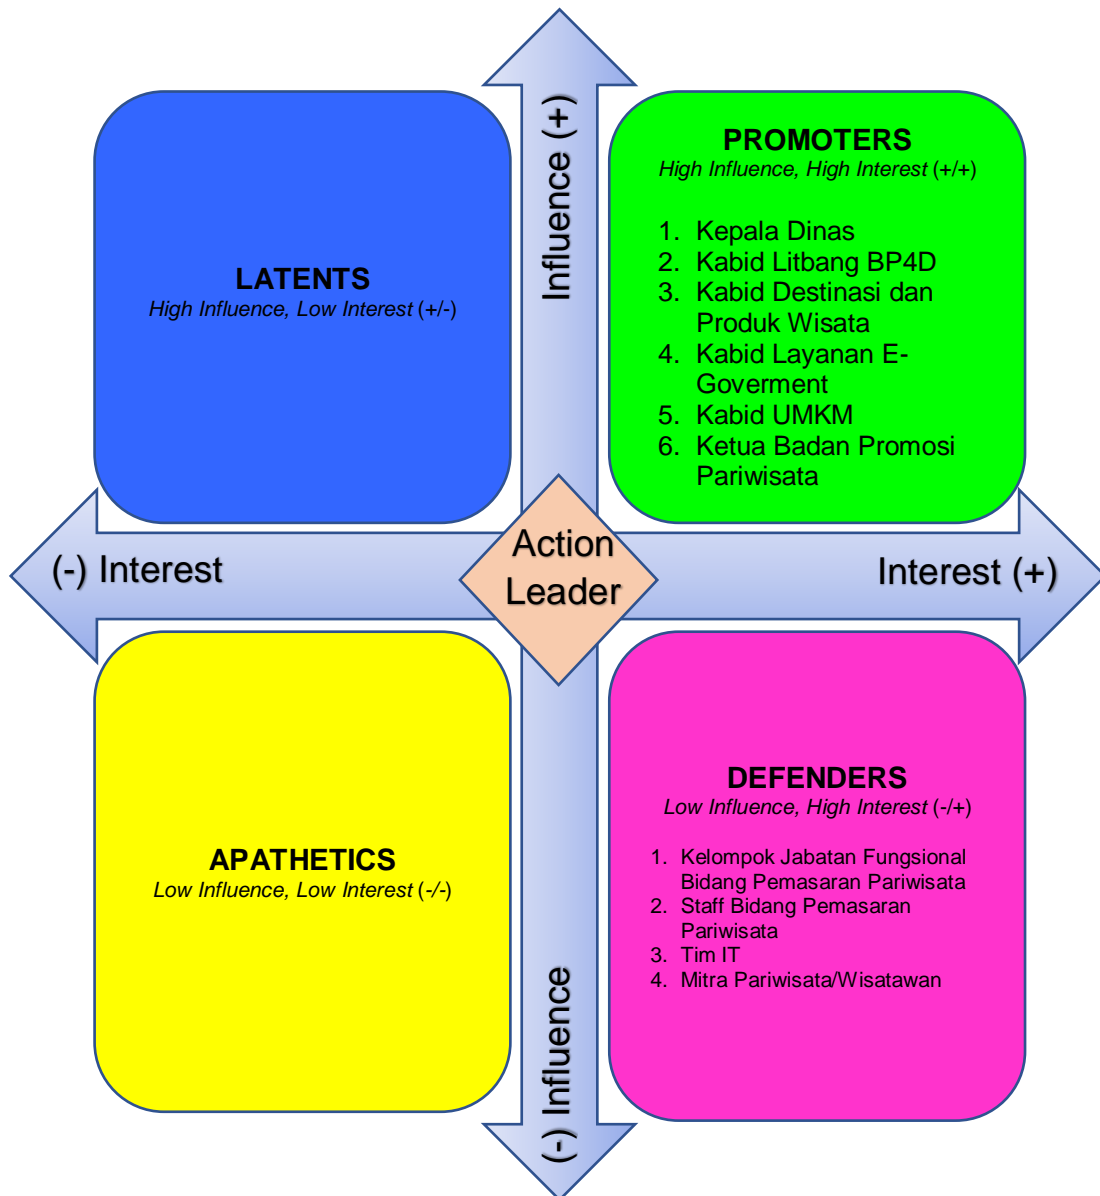 Influence (+)
LATENTS
High Influence, Low Interest (+/-)
PROMOTERS
High Influence, High Interest (+/+)
1. Kepala Dinas
2. Kabid Litbang BP4D
3. Kabid Destinasi dan
Produk Wisata
4. Kabid Layanan E-
Goverment
5. Kabid UMKM
6. Ketua Badan Promosi
Pariwisata
(-) Interest
Action
Leader
Interest (+)
APATHETICS
Low Influence, Low Interest (-/-)
DEFENDERS
Low Influence, High Interest (-/+)
1. Kelompok Jabatan Fungsional
Bidang Pemasaran Pariwisata
2. Staff Bidang Pemasaran
Pariwisata
3. Tim IT
4. Mitra Pariwisata/Wisatawan
(-) Influence